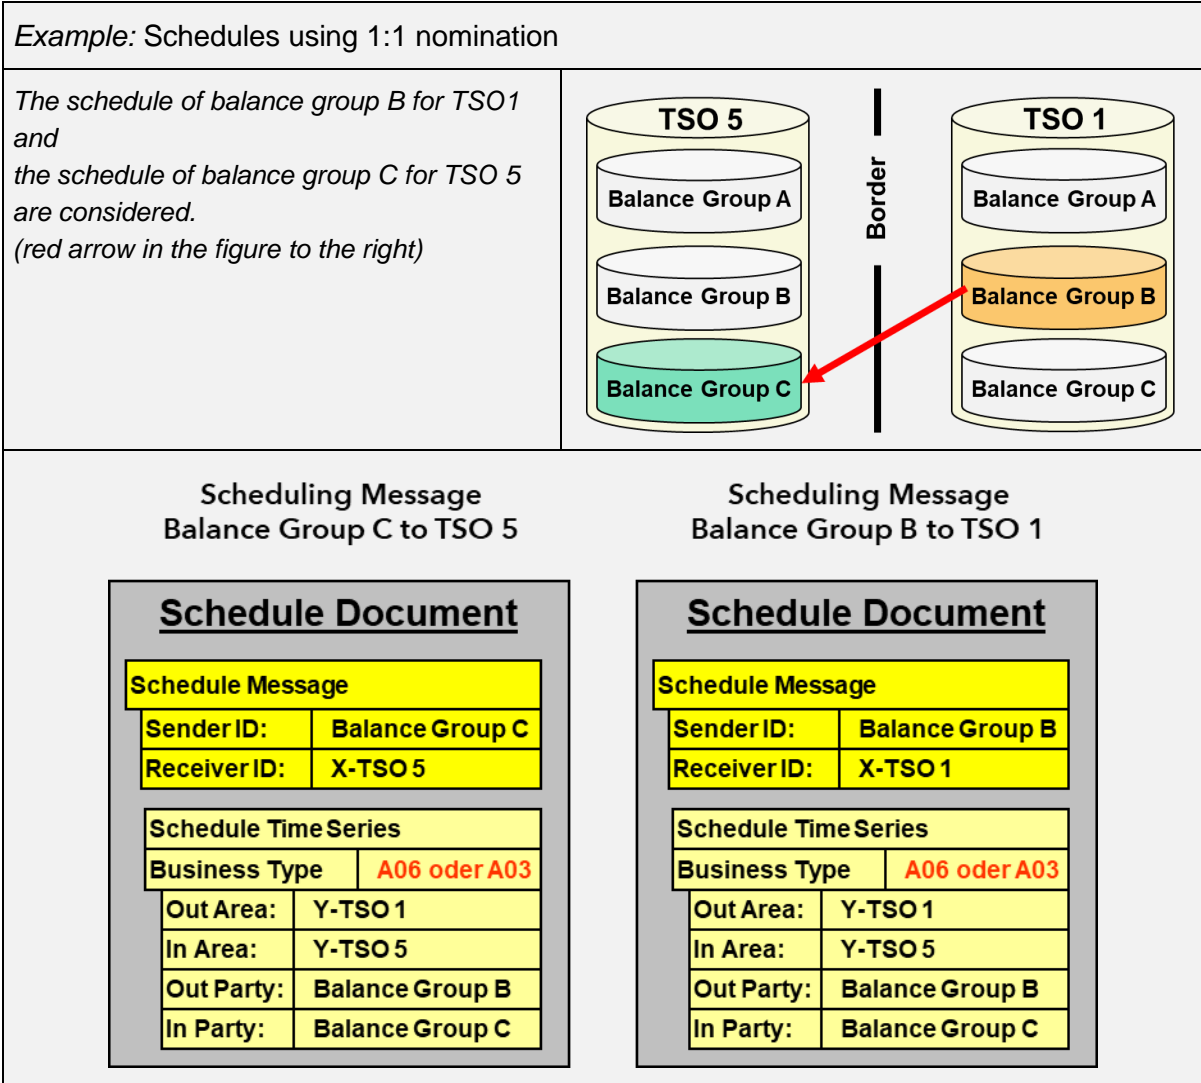 Example: Schedules using 1:1 nomination
The schedule of balance group B for TSO1
and
the schedule of balance group C for TSO 5
are considered.
(red arrow in the figure to the right)
TSO 5
Balance Group A
Balance Group B
Balance Group C
Border
TSO 1
Balance Group A
Balance Group B
Balance Group C
Scheduling Message
Balance Group C to TSO 5
Schedule Document
Schedule Message
Sender ID: Balance Group C
Receiver ID: X-TSO 5
Schedule Time Series
Business Type A06 oder A03
Out Area: Y-TSO 1
In Area: Y-TSO 5
Out Party: Balance Group B
In Party: Balance Group C
Scheduling Message
Balance Group B to TSO 1
Schedule Document
Schedule Message
Sender ID: Balance Group B
Receiver ID: X-TSO 1
Schedule Time Series
Business Type A06 oder A03
Out Area: Y-TSO 1
In Area: Y-TSO 5
Out Party: Balance Group B
In Party: Balance Group C